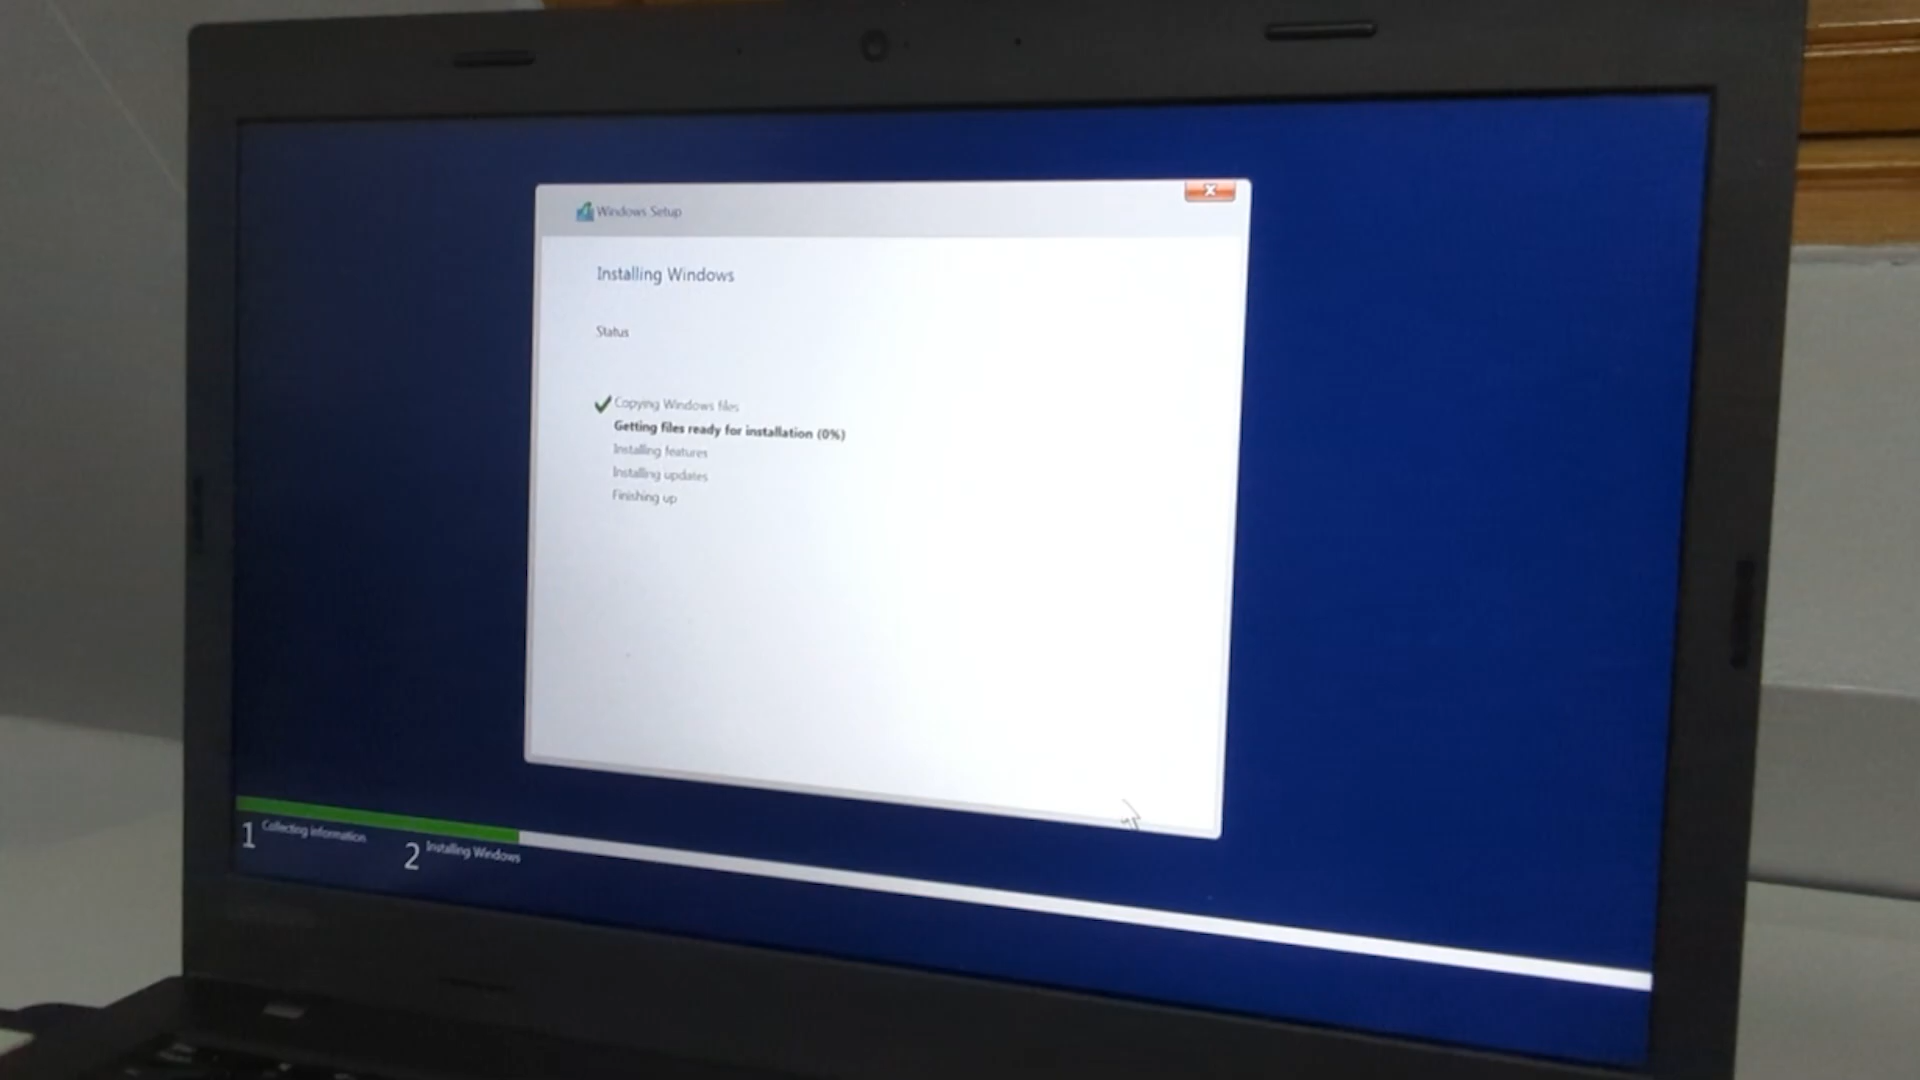 Windows Setup
Installing Windows
Status
Copying Windows files
Getting files ready for installation (0%)
Installing features
Installing updates
Finishing up
1 Collecting information
2 Installing Windows